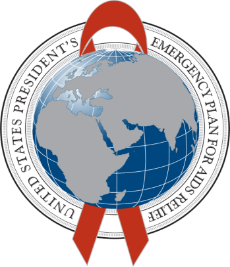 UNITED STATES PRESIDENT'S
EMERGENCY PLAN FOR AIDS RELIEF